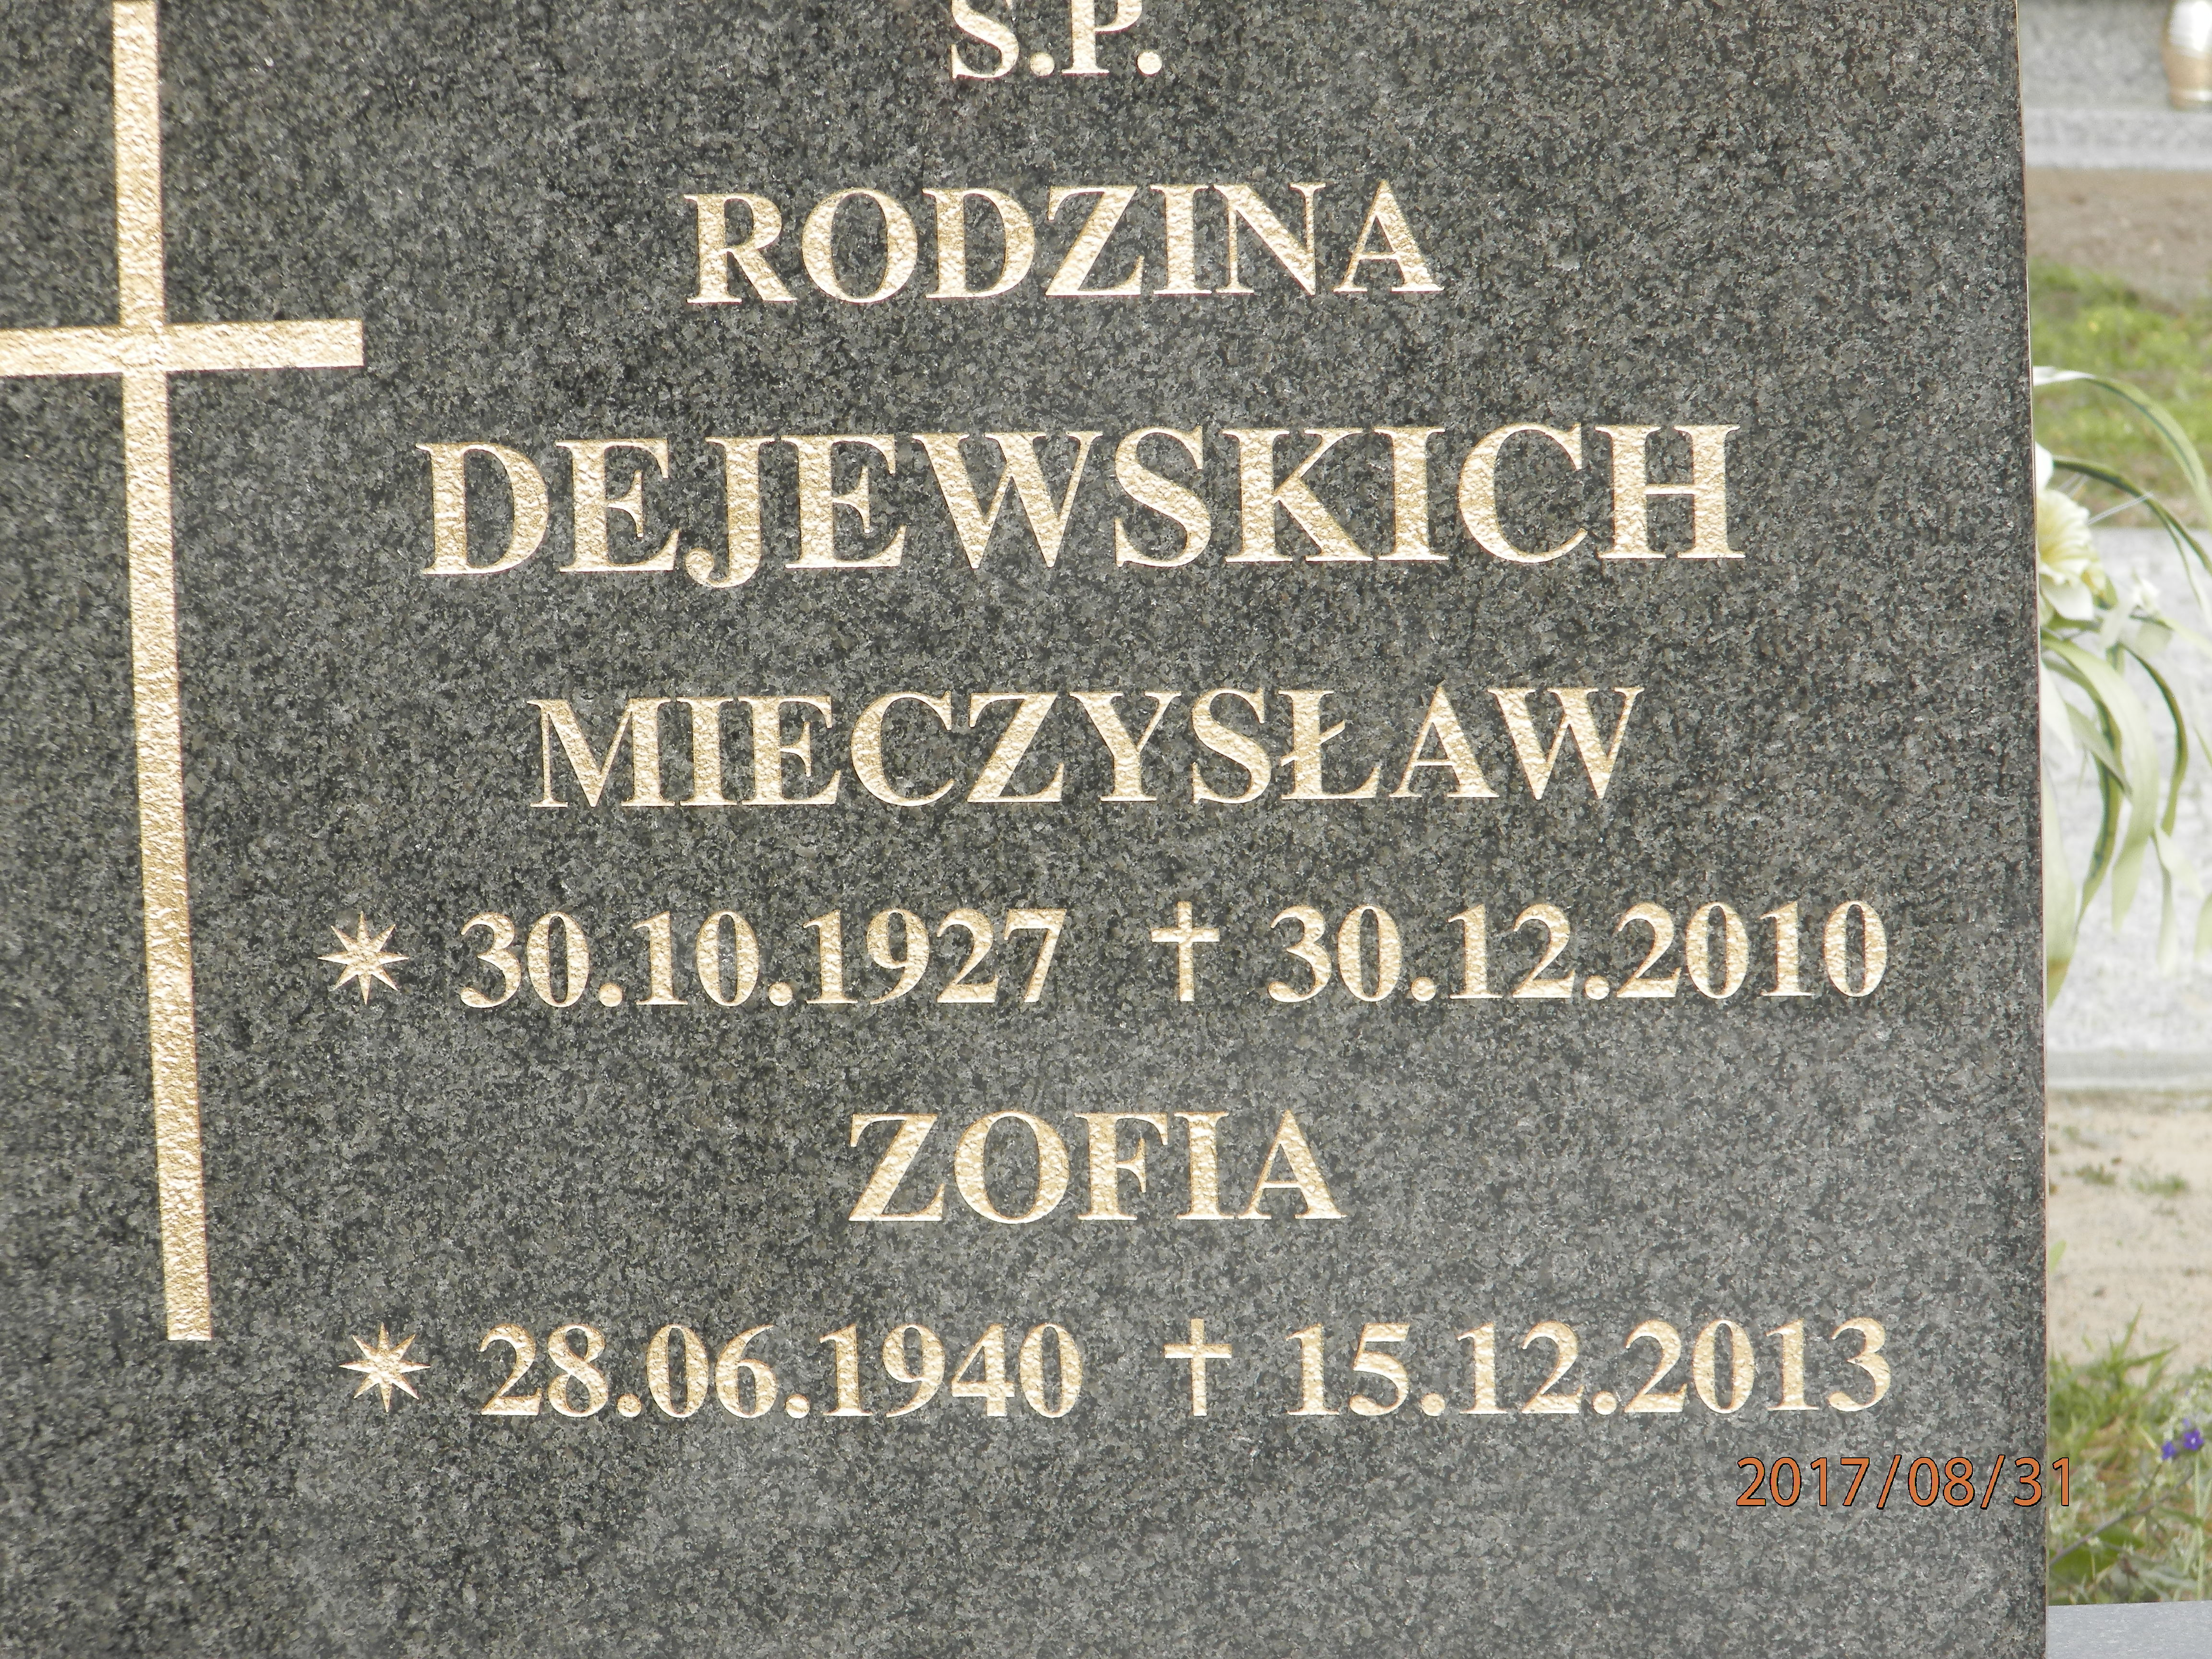 Ś.P.
RODZINA
DEJEWSKICH
MIECZYSŁAW
✴ 30.10.1927 † 30.12.2010
ZOFIA
✴ 28.06.1940 † 15.12.2013
2017/08/31